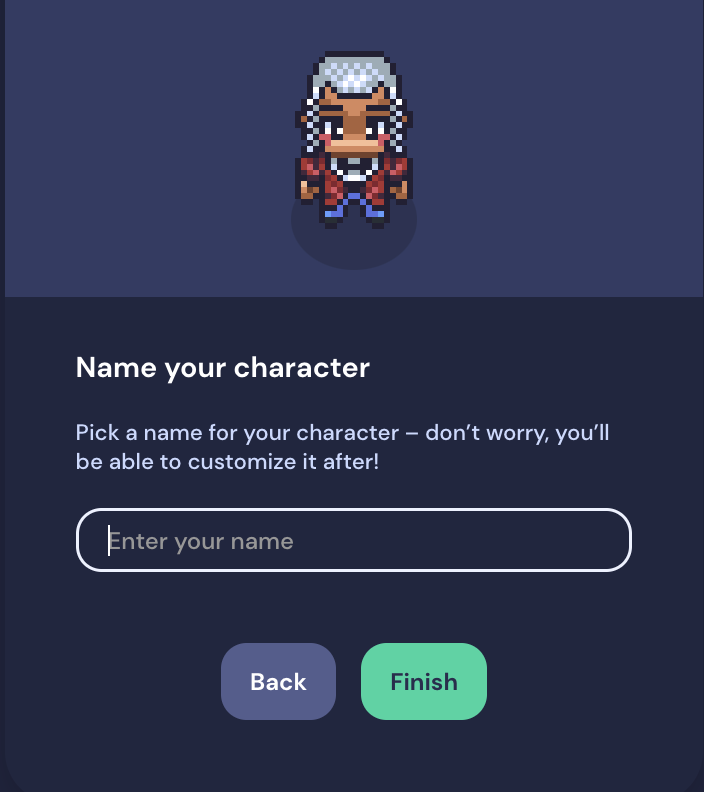 Name your character
Pick a name for your character – don’t worry, you’ll
be able to customize it after!
Enter your name
Back
Finish